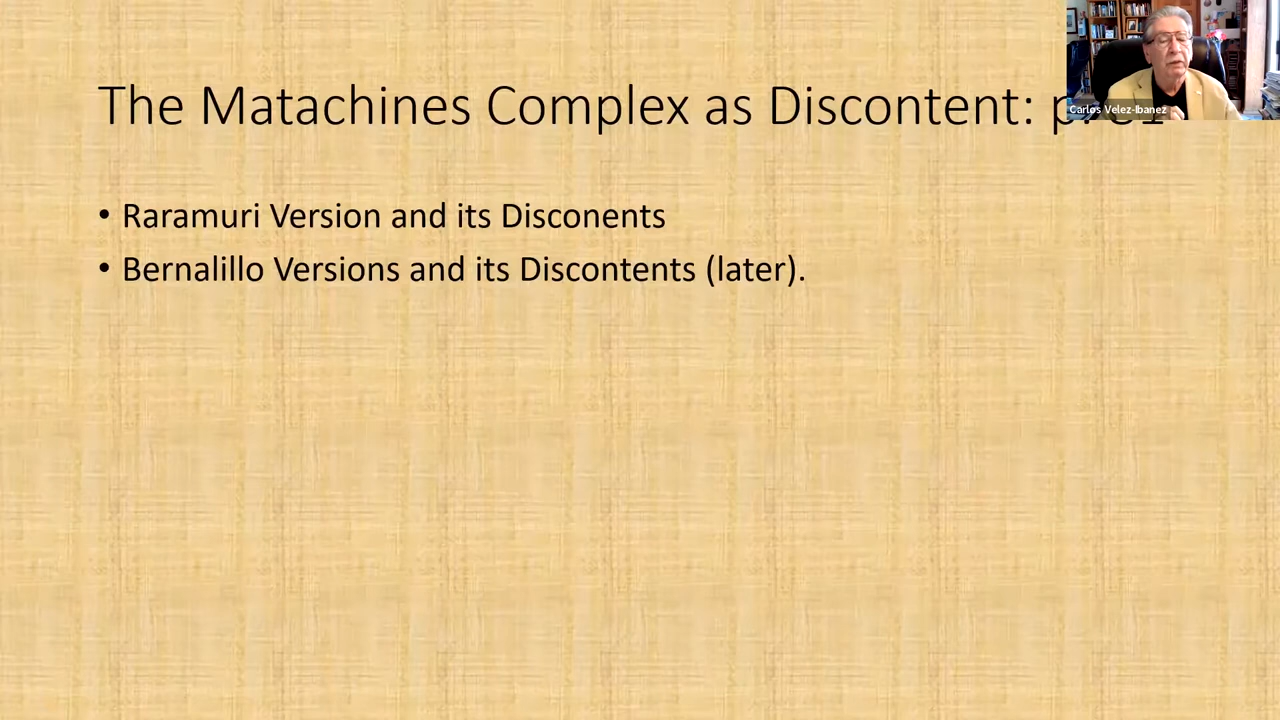 The Matachines Complex as Discontent:
Carlos Velez-Ibanez
• Raramuri Version and its Disconents
• Bernalillo Versions and its Discontents (later).